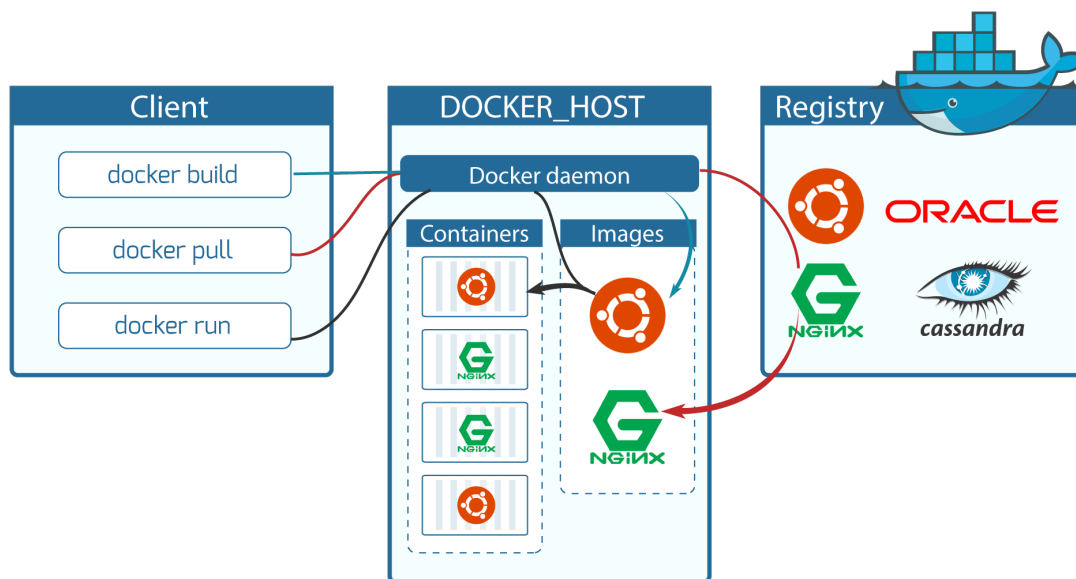 Client
docker build
docker pull
docker run
DOCKER_HOST
Docker daemon
Containers
NGINX
NGINX
Images
NGINX
Registry
ORACLE
NGINX
cassandra